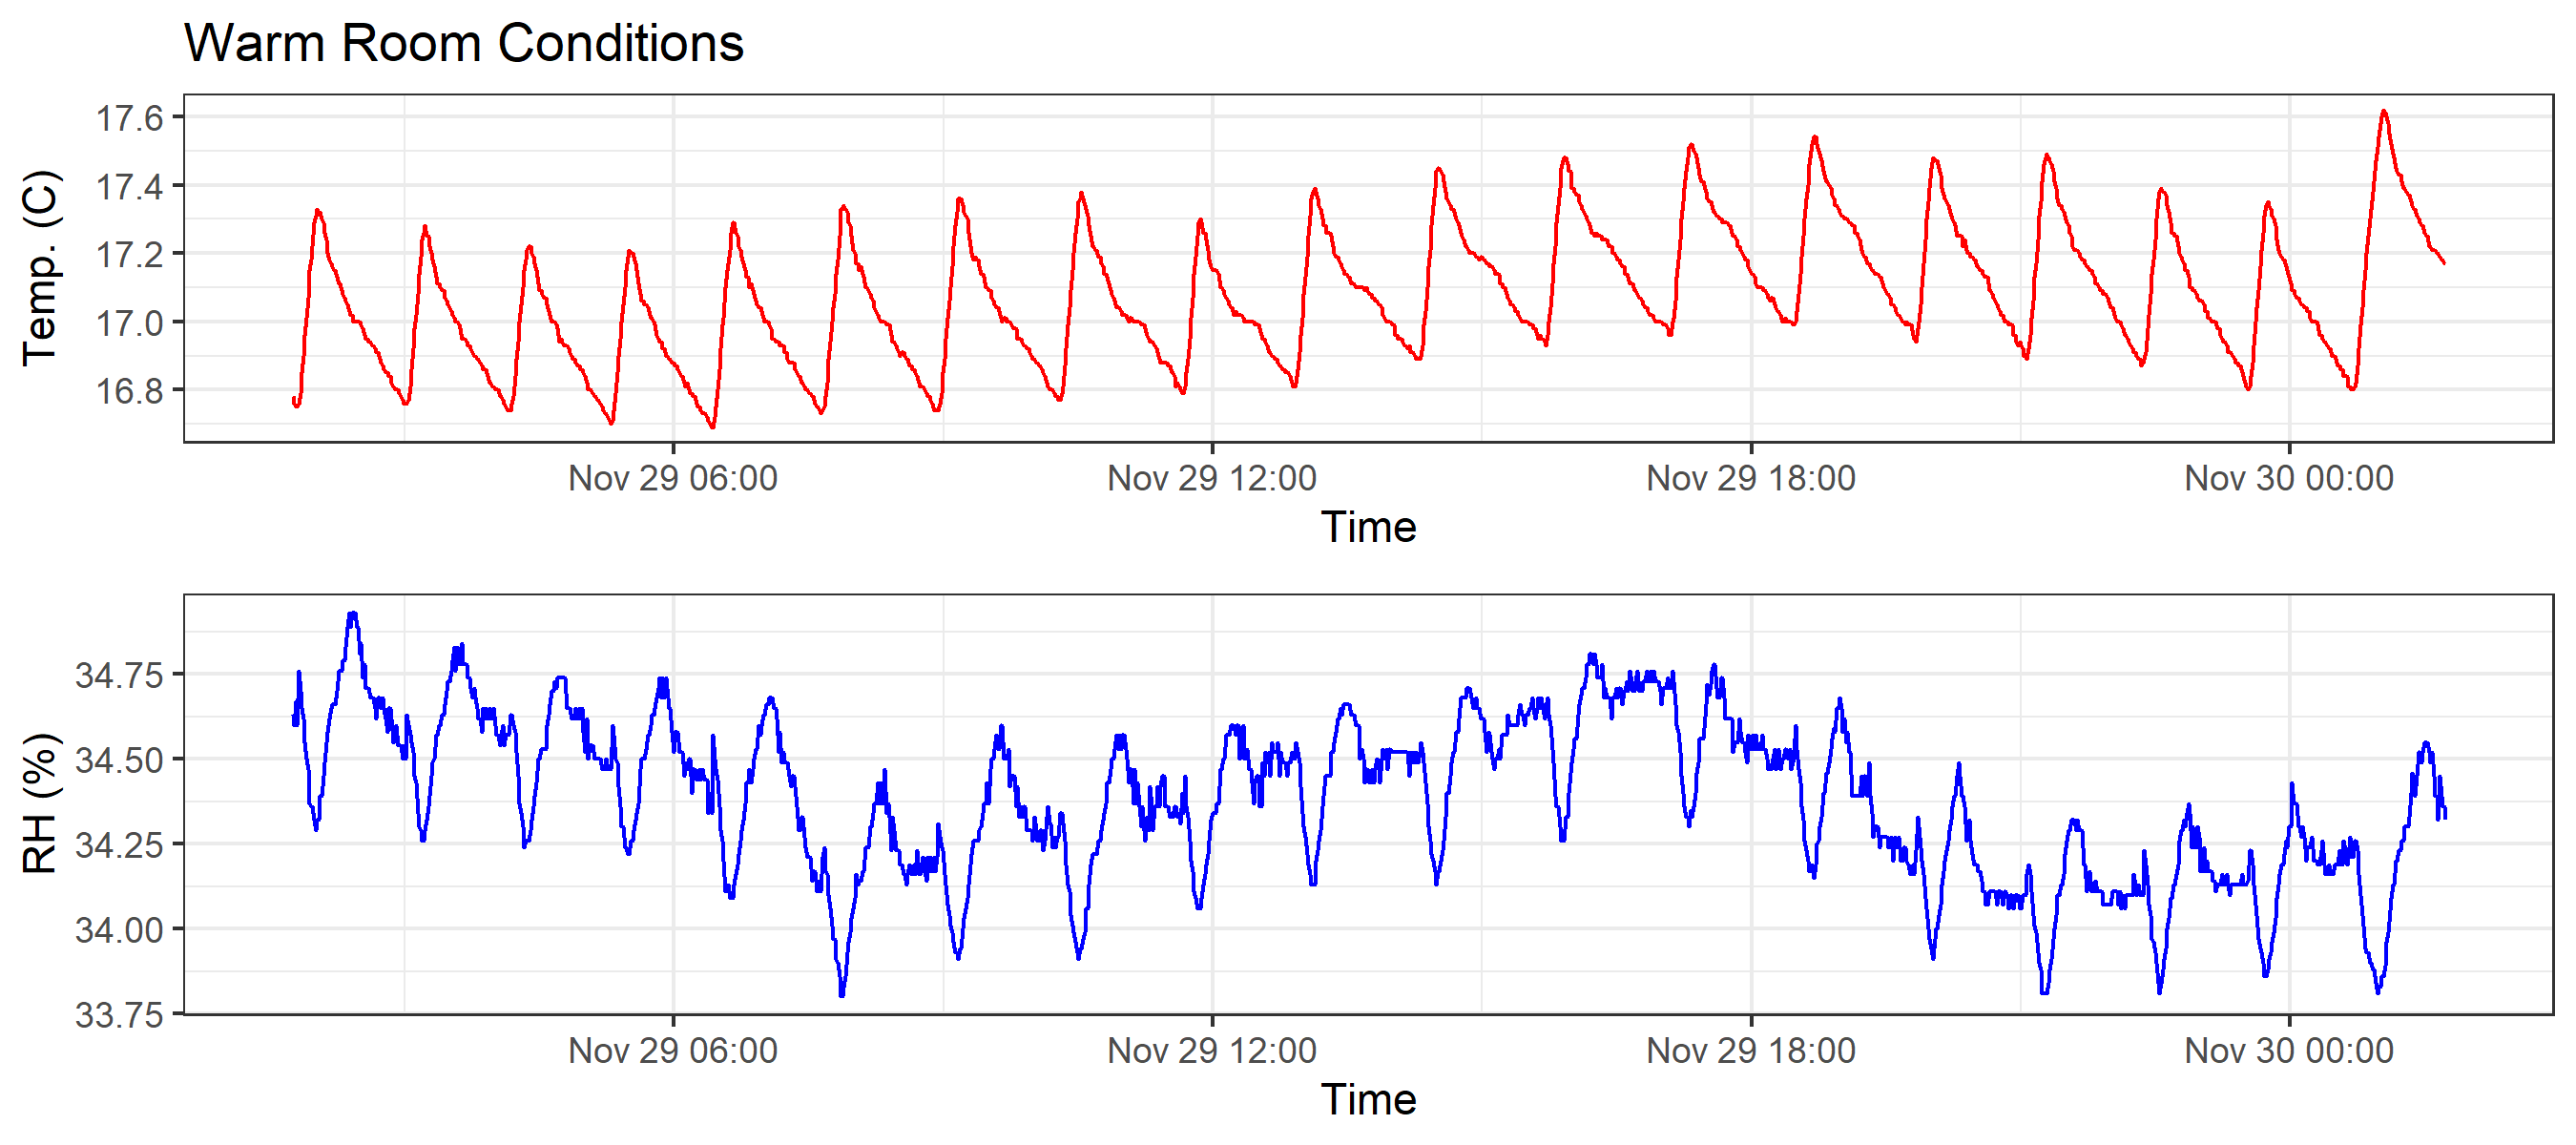 Warm Room Conditions
Temp. (C)
17.6
17.4
17.2
17.0
16.8
Nov 29 06:00 Nov 29 12:00 Nov 29 18:00 Nov 30 00:00
Time
RH (%)
34.75
34.50
34.25
34.00
33.75
Nov 29 06:00 Nov 29 12:00 Nov 29 18:00 Nov 30 00:00
Time